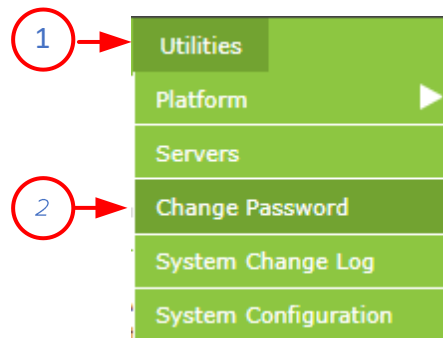 1
Utilities
Platform
Servers
2
Change Password
System Change Log
System Configuration